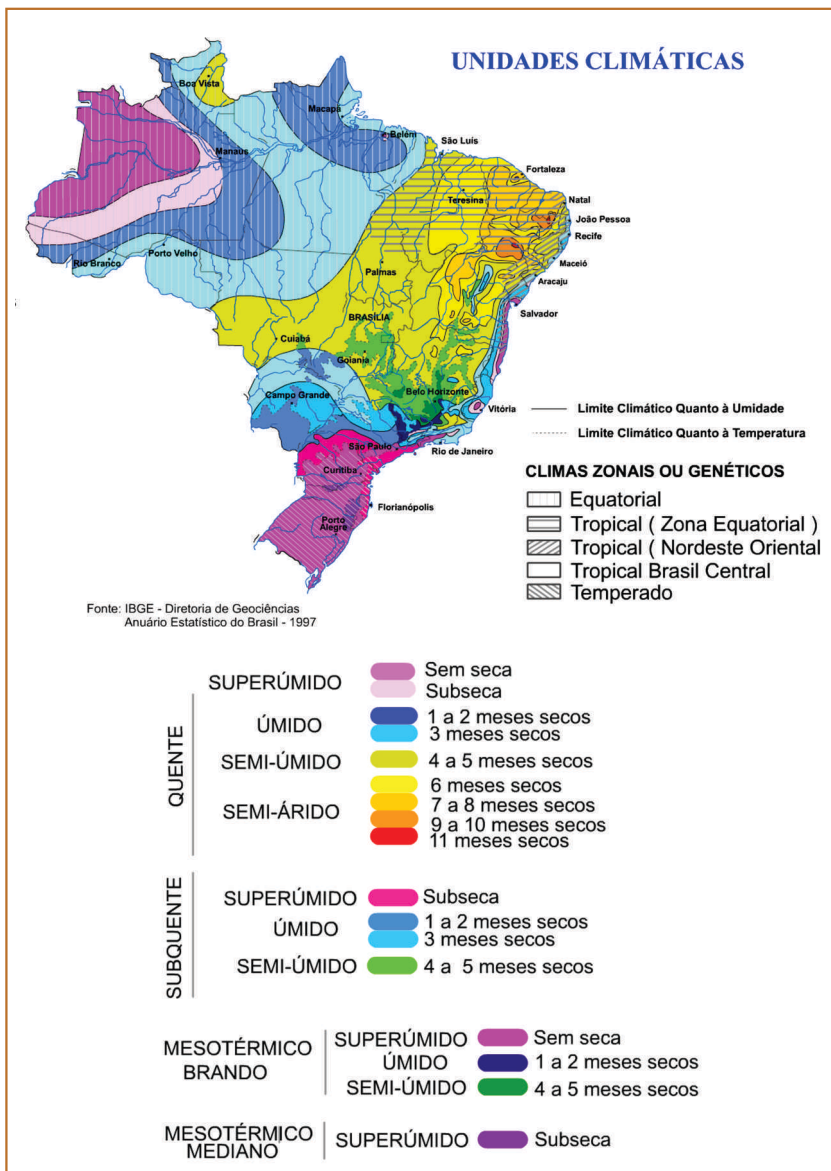 UNIDADES CLIMÁTICAS
Boa Vista
Macapá
Belém
São Luís
Manaus
Fortaleza
Teresina
Natal
João Pessoa
Recife
Porto Velho
Rio Branco
Maceió
Palmas
Aracaju
Salvador
BRASÍLIA
Cuiabá
Goiania
Belo Horizonte
Campo Grande
Vitória
São Paulo
Rio de Janeiro
Curitiba
Florianópolis
Porto
Alegre
Limite Climático Quanto à Umidade
Limite Climático Quanto à Temperatura
CLIMAS ZONAIS OU GENÉTICOS
Equatorial
Tropical ( Zona Equatorial )
Tropical ( Nordeste Oriental
Tropical Brasil Central
Temperado
Fonte: IBGE - Diretoria de Geociências
Anuário Estatístico do Brasil - 1997
QUENTE
SUPERÚMIDO
Sem seca
Subseca
ÚMIDO
1 a 2 meses secos
3 meses secos
SEMI-ÚMIDO
4 a 5 meses secos
SEMI-ÁRIDO
6 meses secos
7 a 8 meses secos
9 a 10 meses secos
11 meses secos
SUBQUENTE
SUPERÚMIDO
Subseca
ÚMIDO
1 a 2 meses secos
3 meses secos
SEMI-ÚMIDO
4 a 5 meses secos
MESOTÉRMICO
BRANDO
SUPERÚMIDO
Sem seca
ÚMIDO
1 a 2 meses secos
SEMI-ÚMIDO
4 a 5 meses secos
MESOTÉRMICO
MEDIANO
SUPERÚMIDO
Subseca